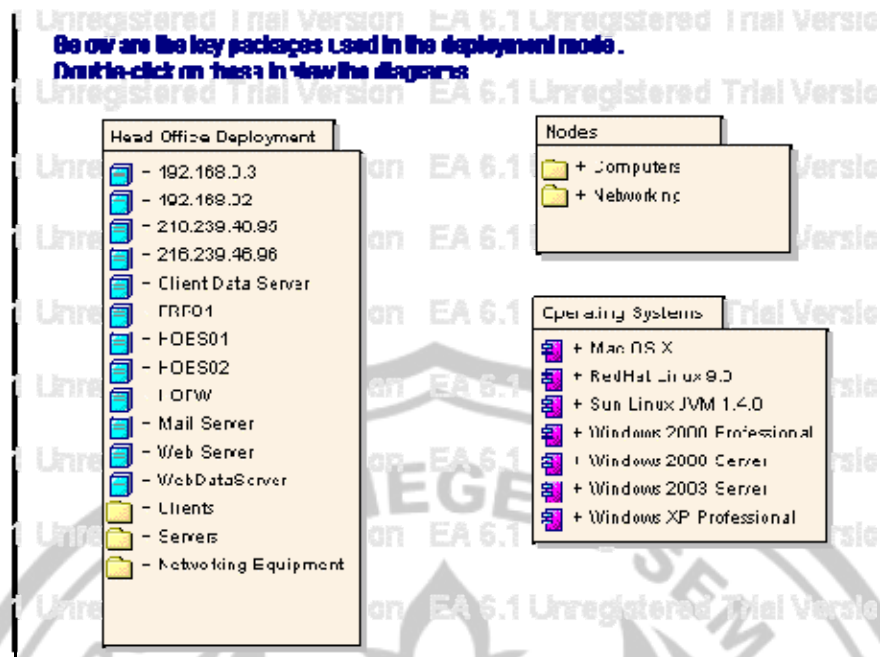 Below are the key packages used in the deployment model.
Double-click on these to view the diagrams
Head Office Deployment
- 192.168.0.3
- 192.168.02
- 210.239.40.95
- 216.239.46.96
- Client Data Server
- HOES01
- HOES02
- Mail Server
- Web Server
- WebDataServer
- Clients
- Servers
- Networking Equipment
Nodes
+ Computers
+ Networking
Operating Systems
+ Mac OS X
+ RedHat Linux 9.0
+ Sun Linux JVM 1.4.0
+ Windows 2000 Professional
+ Windows 2000 Server
+ Windows 2003 Server
+ Windows XP Professional
EA 6.1 Unregistered Trial Version